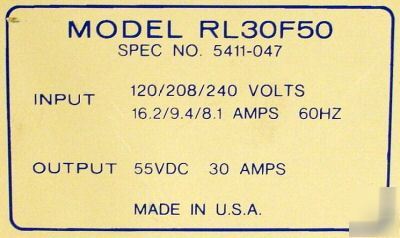 MODEL RL30F50
SPEC NO. 5411-047
INPUT 120/208/240 VOLTS
16.2/9.4/8.1 AMPS 60HZ
OUTPUT 55VDC 30 AMPS
MADE IN U.S.A.